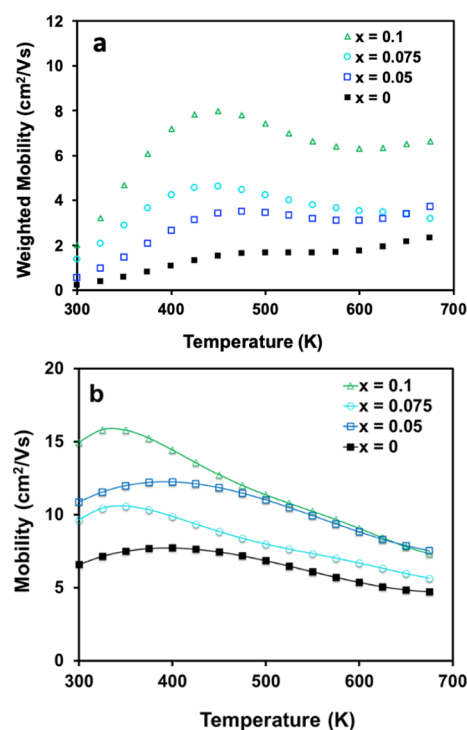 a
x = 0.1
x = 0.075
x = 0.05
x = 0
12
10
8
6
4
2
0
Weighted Mobility (cm²/Vs)
300 400 500 600 700
Temperature (K)
b
x = 0.1
x = 0.075
x = 0.05
x = 0
20
15
10
5
0
Mobility (cm²/Vs)
300 400 500 600 700
Temperature (K)